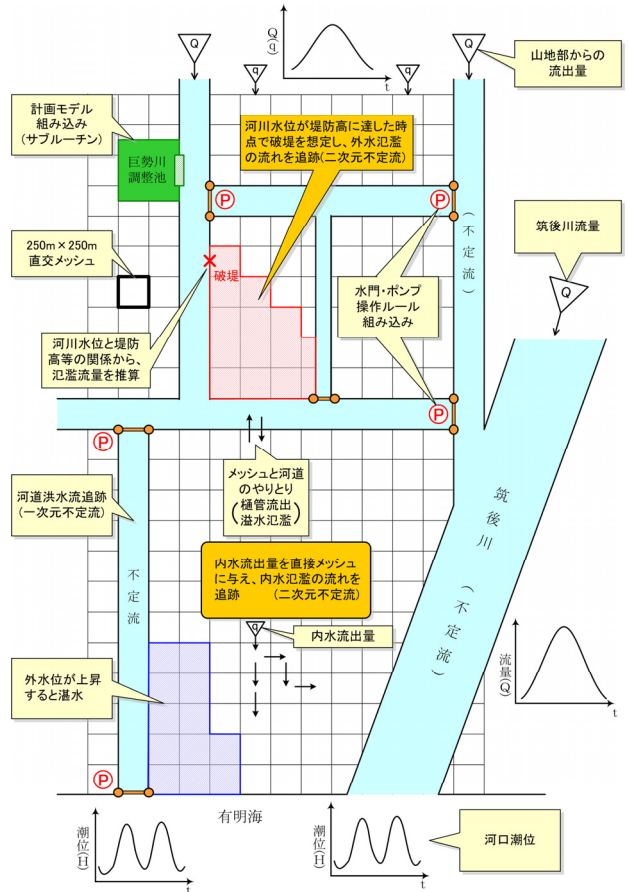 Q
Q(q)
t
q
q
Q
山地部からの
流出量
計画モデル
組み込み
(サブルーチン)
巨勢川
調整池
河川水位が堤防高に達した時
点で破堤を想定し、外水氾濫
の流れを追跡(二次元不定流)
P
P
(不定流)
筑後川流量
Q
250m×250m
直交メッシュ
破堤
水門・ポンプ
操作ルール
組み込み
河川水位と堤防
高等の関係から、
氾濫流量を推算
P
P
メッシュと河道
のやりとり
(樋管流出
溢水氾濫)
河道洪水流追跡
(一次元不定流)
筑後川(不定流)
内水流出量を直接メッシュ
に与え、内水氾濫の流れを
追跡 (二次元不定流)
不定流
q
内水流出量
流量(Q)
t
外水位が上昇
すると湛水
P
有明海
潮位(H)
t
潮位(H)
t
河口潮位